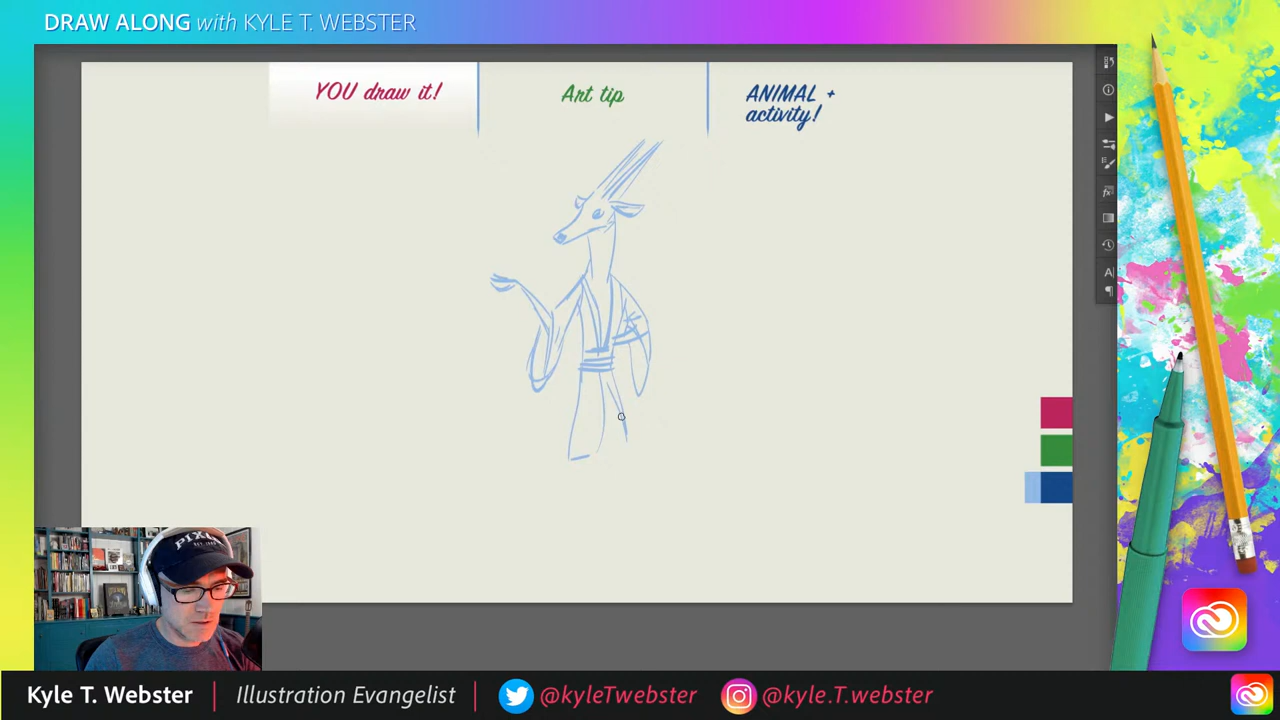 DRAW ALONG with KYLE T. WEBSTER
YOU draw it!
Art tip
ANIMAL +
activity!
Kyle T. Webster | Illustration Evangelist | @kyleTwebster @kyle.T.webster